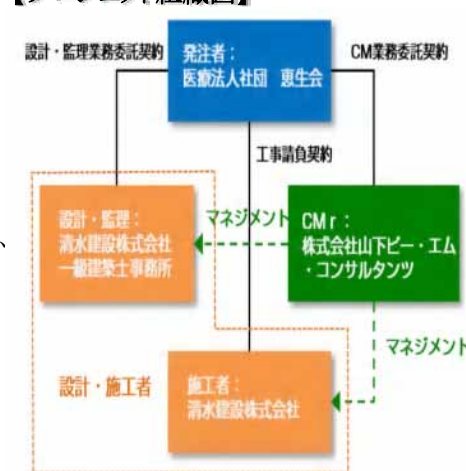 設計・監理業務委託契約
発注者：
医療法人社団　恵生会
CM業務委託契約
工事請負契約
設計・監理：
清水建設株式会社
一級建築士事務所
マネジメント
CMr：
株式会社山下ピー・エム
・コンサルタンツ
マネジメント
設計・施工者
施工者：
清水建設株式会社
、